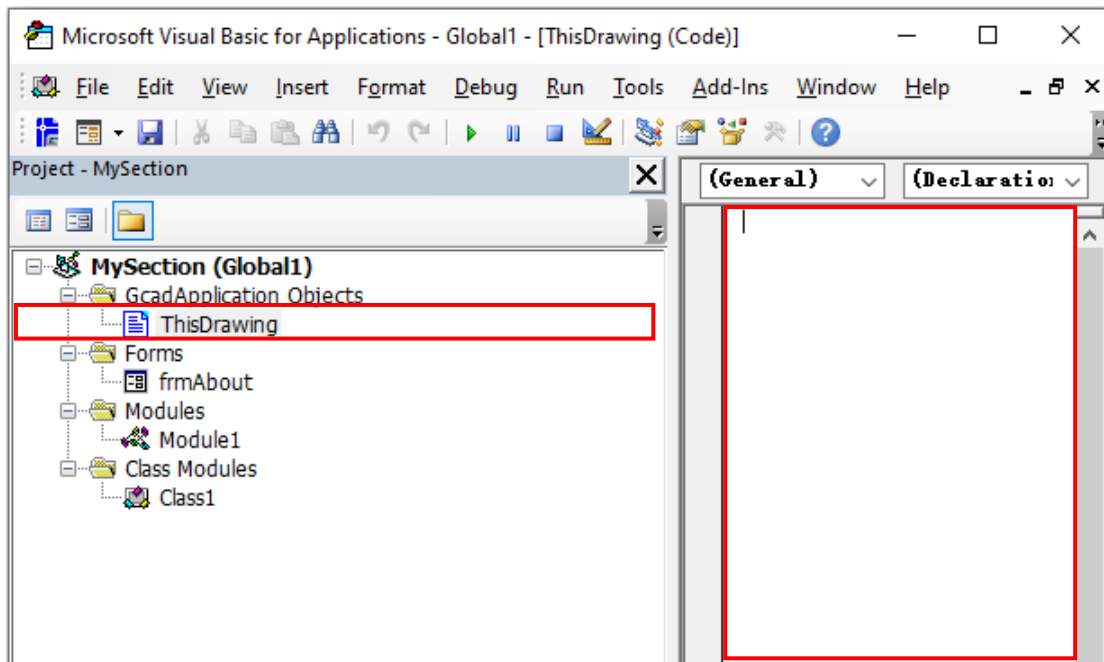 Microsoft Visual Basic for Applications - Global1 - [ThisDrawing (Code)]
File Edit View Insert Format Debug Run Tools Add-Ins Window Help
Project - MySection
(General) (Declaration
MySection (Global1)
GcadApplication Objects
ThisDrawing
Forms
frmAbout
Modules
Module1
Class Modules
Class1